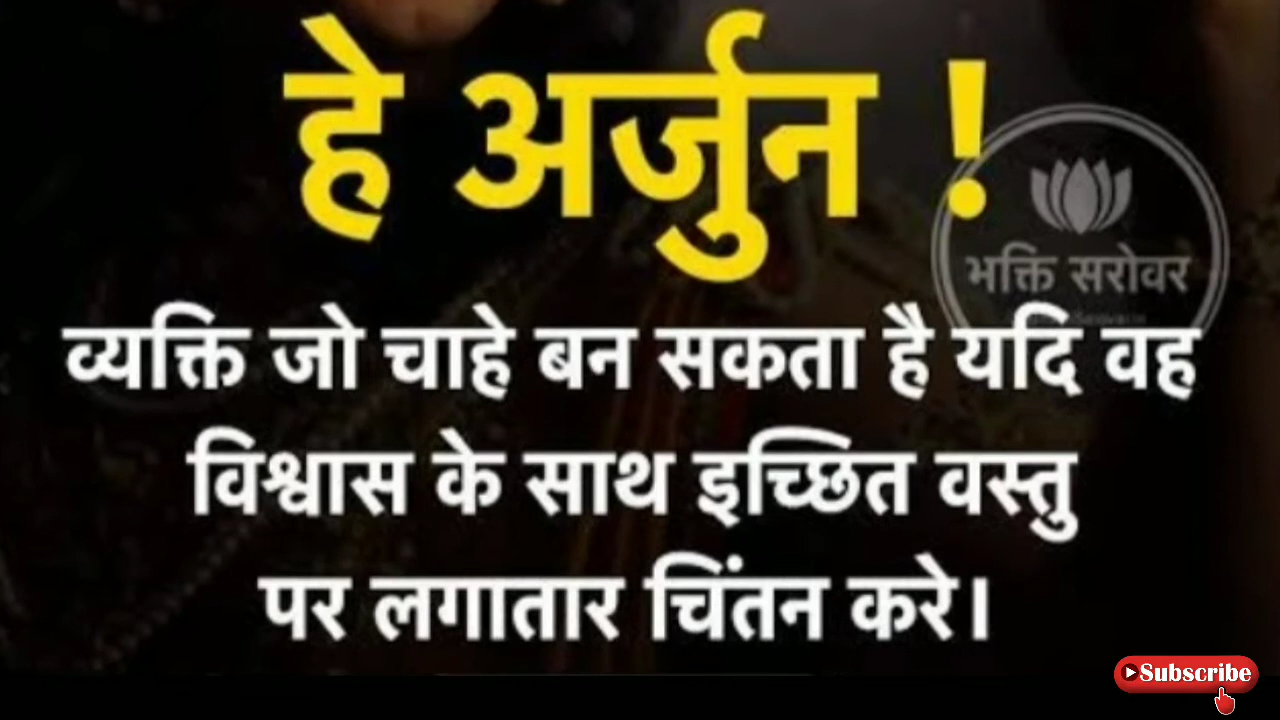 हे अर्जुन !
भक्ति सरोवर
व्यक्ति जो चाहे बन सकता है यदि वह
विश्वास के साथ इच्छित वस्तु
पर लगातार चिंतन करे।
Subscribe